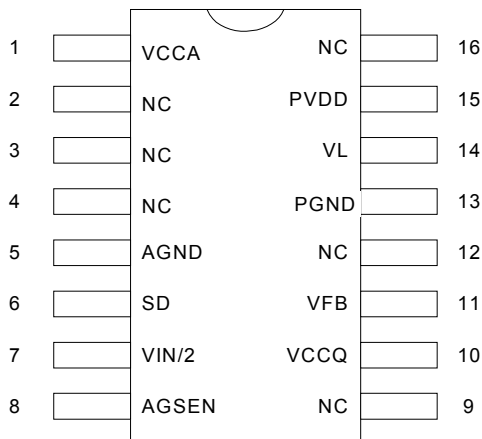 1 VCCA NC 16
2 NC PVDD 15
3 NC VL 14
4 NC PGND 13
5 AGND NC 12
6 SD VFB 11
7 VIN/2 VCCQ 10
8 AGSEN NC 9